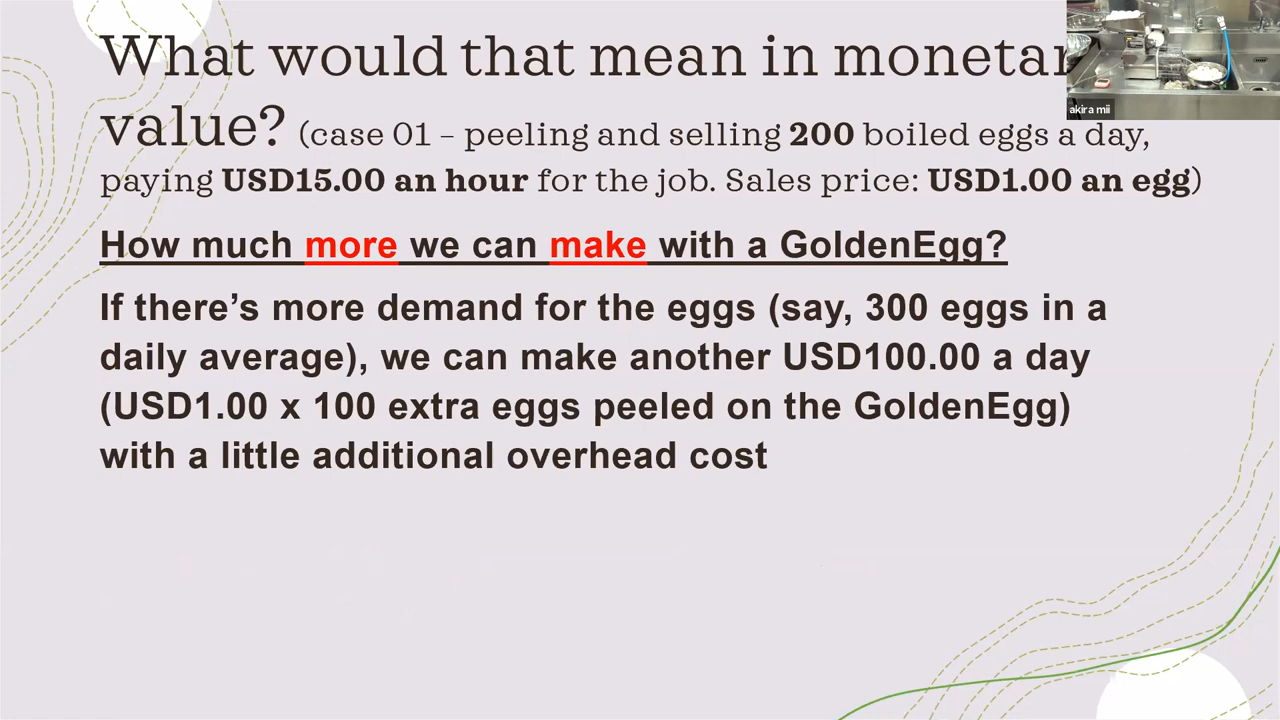 What would that mean in monetar
value? (case 01 – peeling and selling 200 boiled eggs a day,
paying USD15.00 an hour for the job. Sales price: USD1.00 an egg)
akira mii
How much more we can make with a GoldenEgg?
If there’s more demand for the eggs (say, 300 eggs in a
daily average), we can make another USD100.00 a day
(USD1.00 x 100 extra eggs peeled on the GoldenEgg)
with a little additional overhead cost